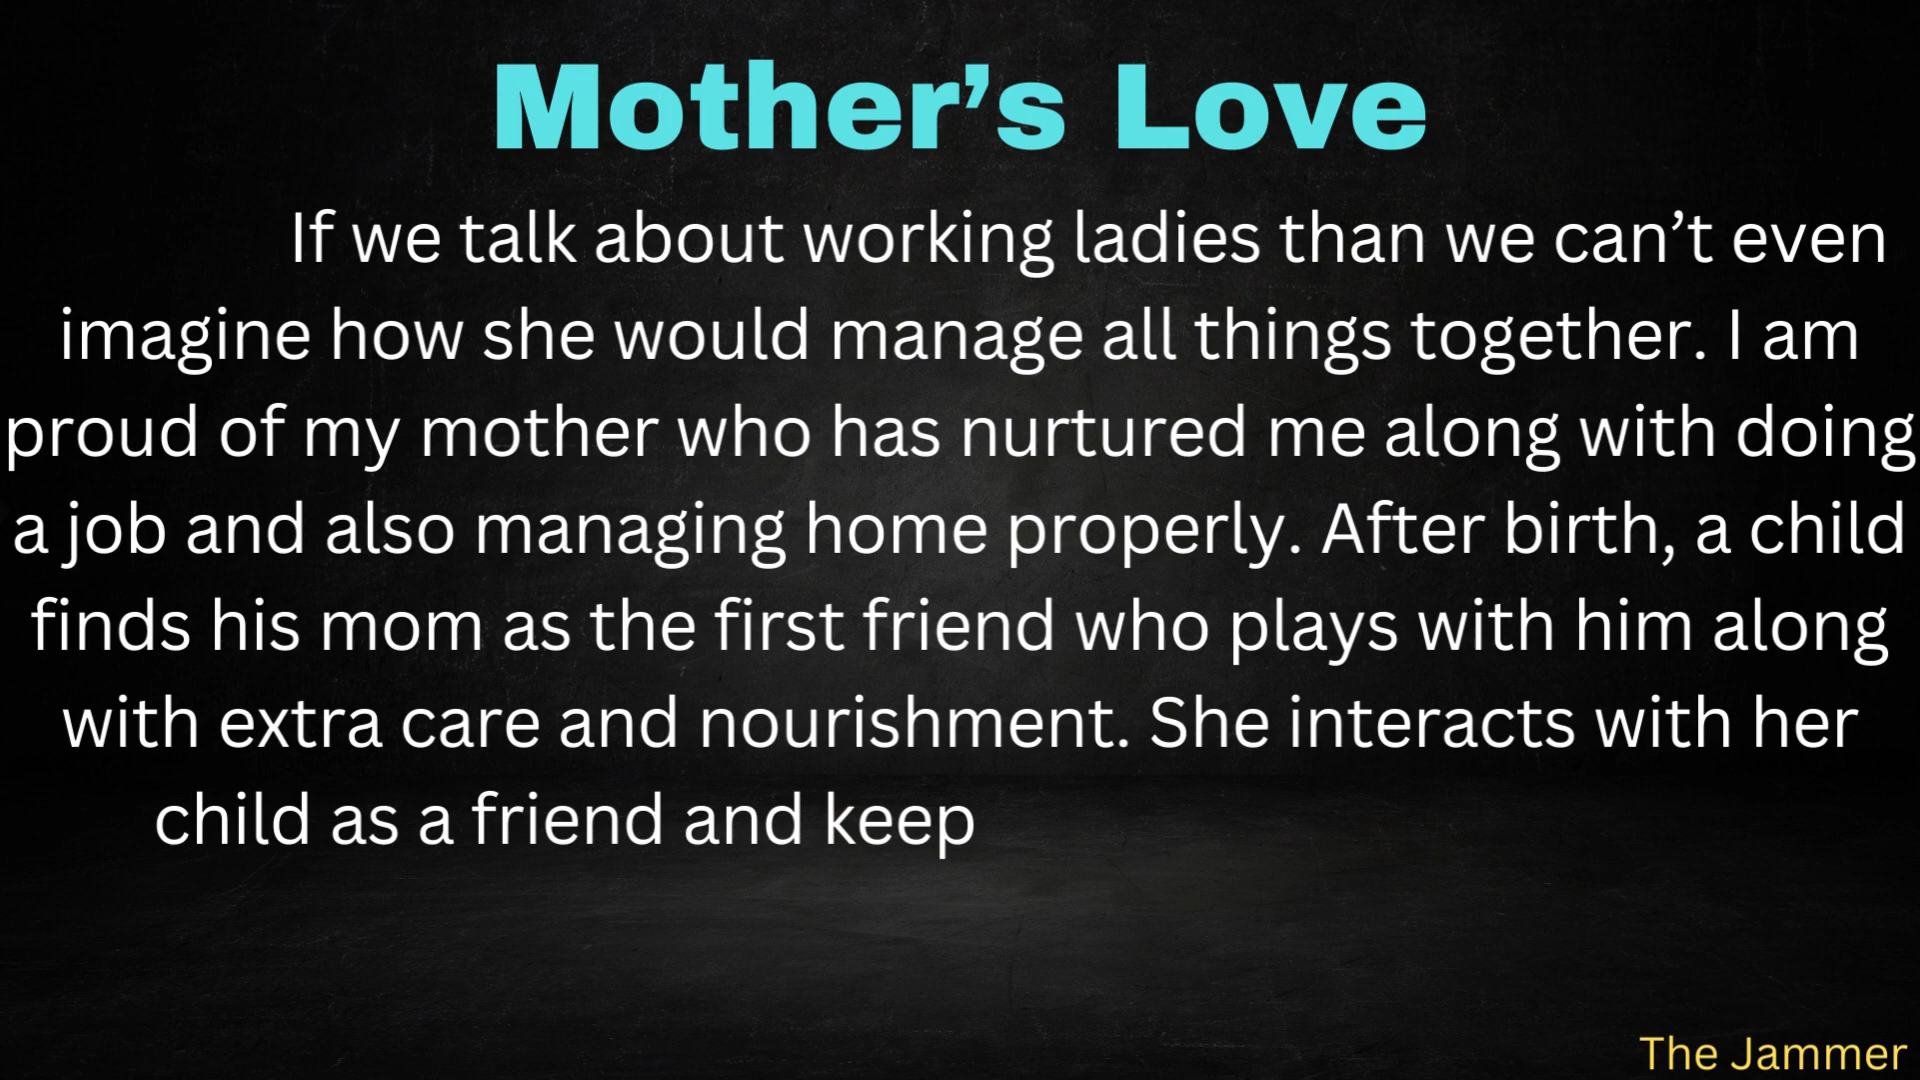 Mother’s Love
If we talk about working ladies than we can’t even
imagine how she would manage all things together. I am
proud of my mother who has nurtured me along with doing
a job and also managing home properly. After birth, a child
finds his mom as the first friend who plays with him along
with extra care and nourishment. She interacts with her
child as a friend and keep
The Jammer